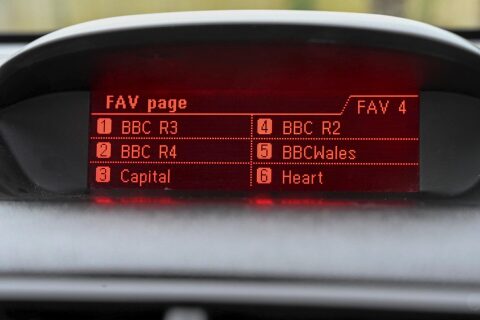 FAV page
FAV 4
1 BBC R3
4 BBC R2
2 BBC R4
5 BBCWales
3 Capital
6 Heart